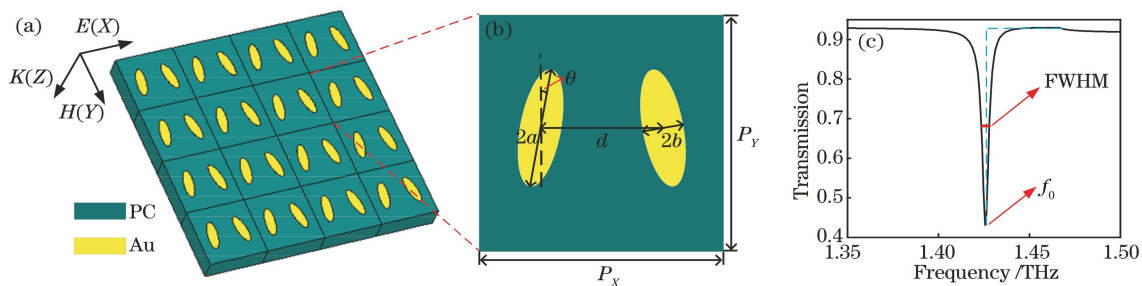 (a)
E(X)
K(Z)
H(Y)
PC
Au
(b)
θ
2a
d
2b
P_Y
P_X
(c)
0.9
0.8
0.7
0.6
0.5
0.4
Transmission
FWHM
f_0
1.35 1.40 1.45 1.50
Frequency /THz